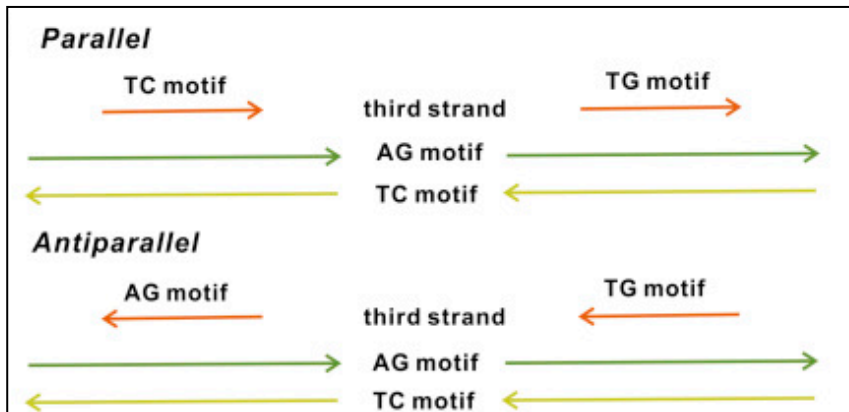 Parallel
TC motif
TG motif
third strand
AG motif
TC motif
Antiparallel
AG motif
TG motif
third strand
AG motif
TC motif